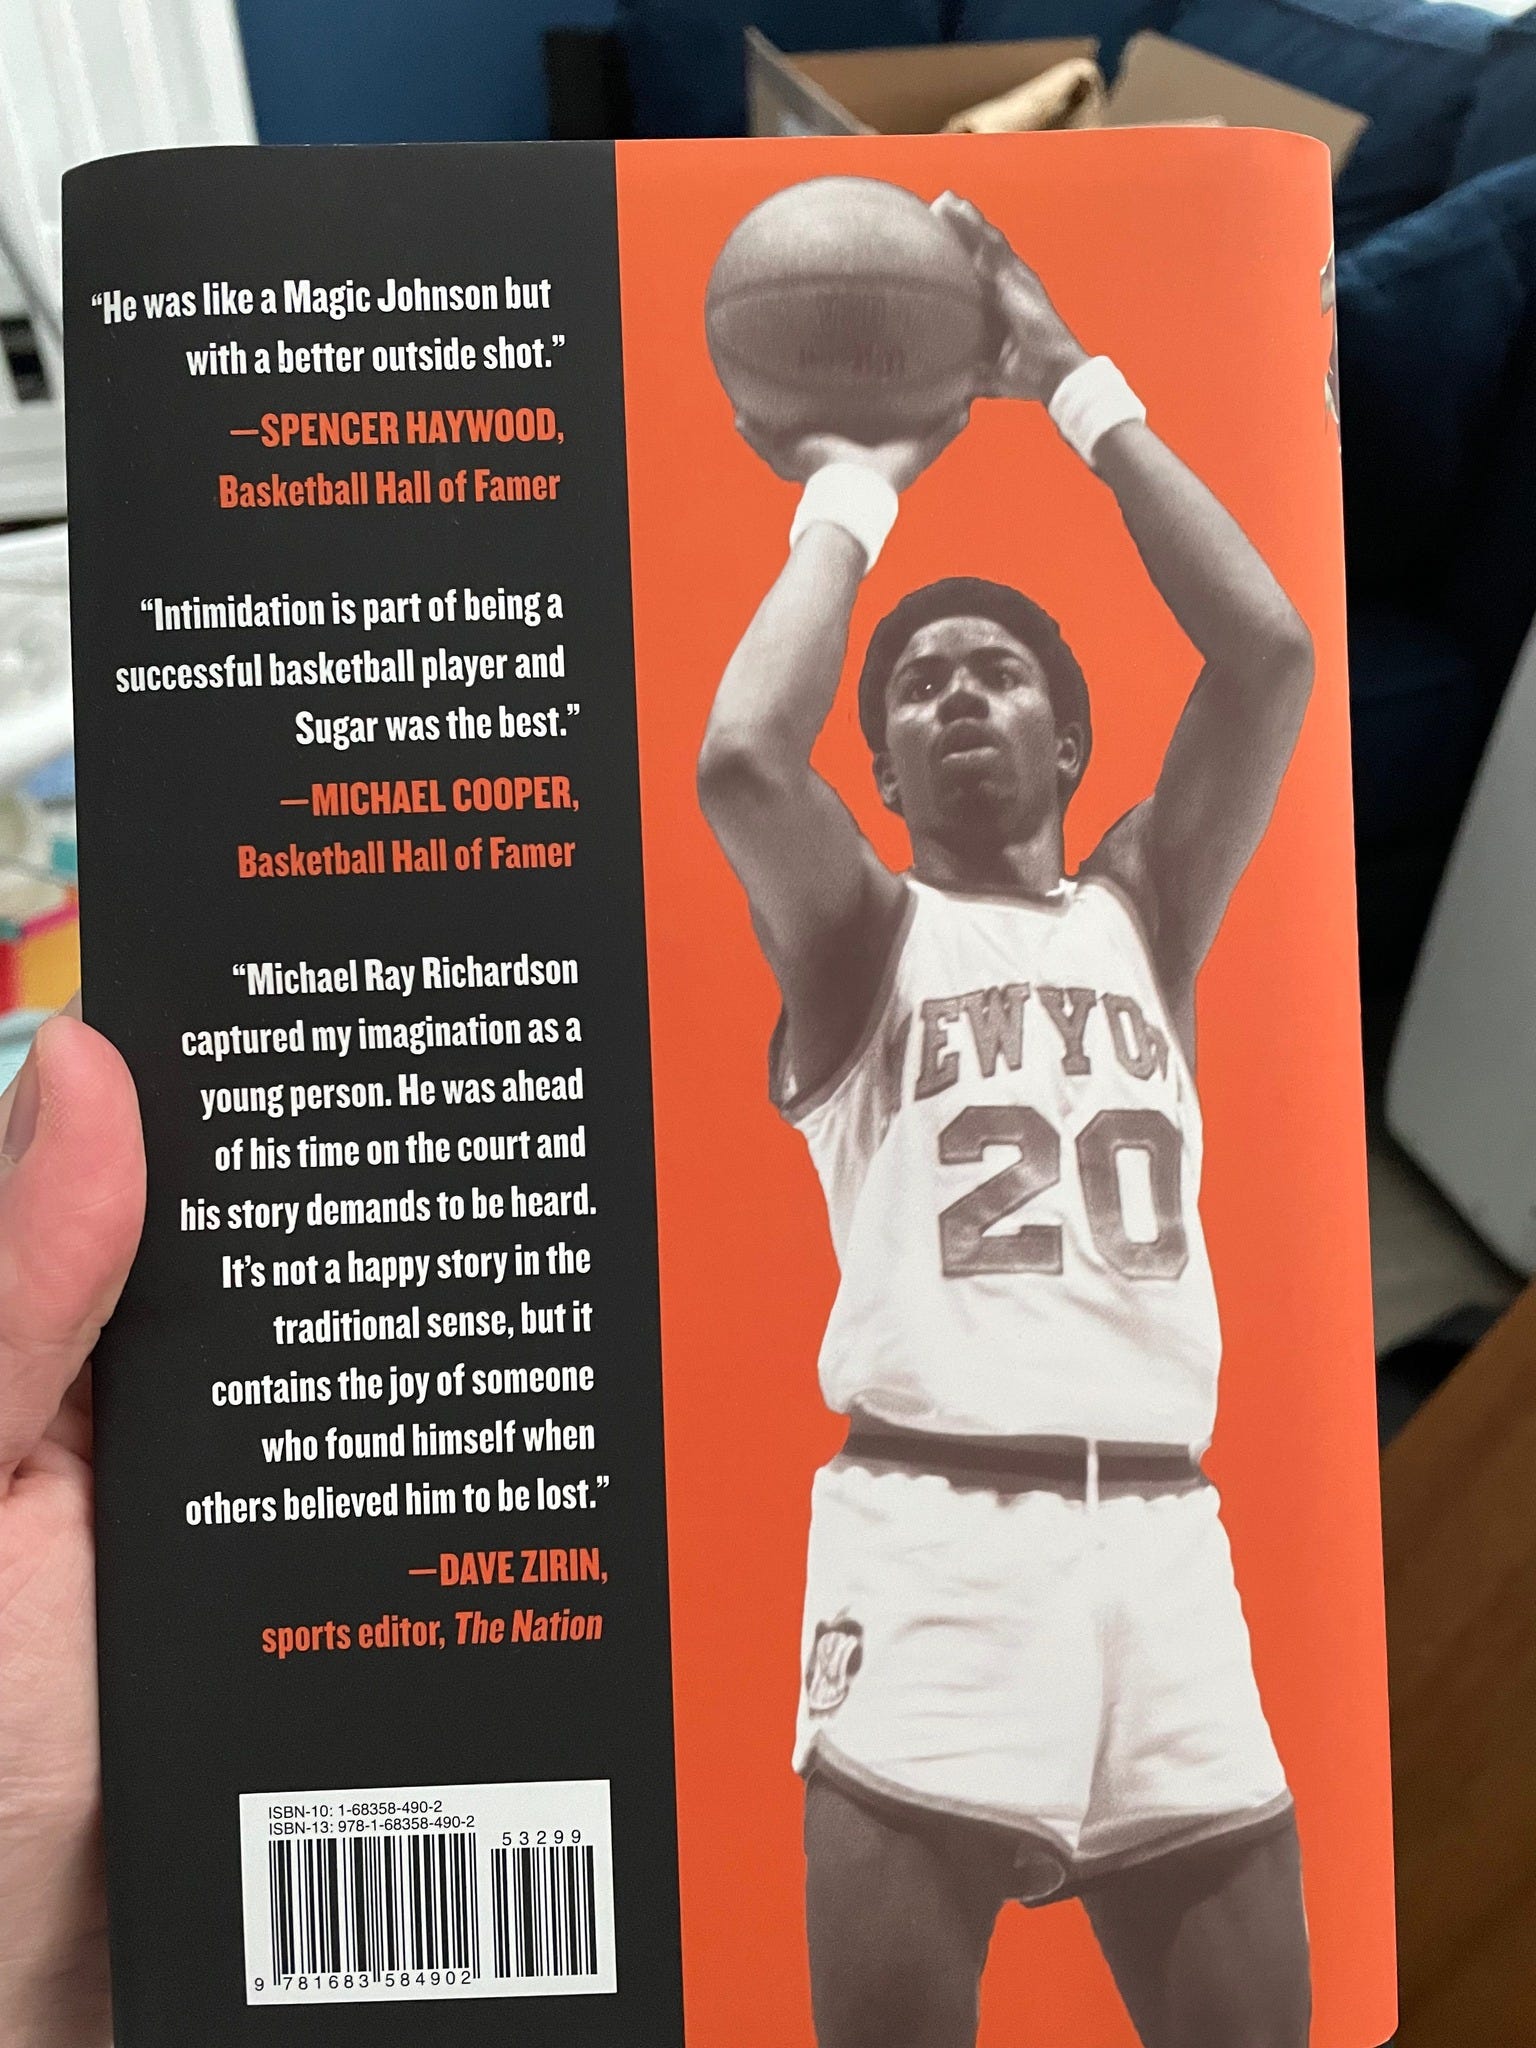 “He was like a Magic Johnson but
with a better outside shot.”
—SPENCER HAYWOOD,
Basketball Hall of Famer
“Intimidation is part of being a
successful basketball player and
Sugar was the best.”
—MICHAEL COOPER,
Basketball Hall of Famer
“Michael Ray Richardson
captured my imagination as a
young person. He was ahead
of his time on the court and
his story demands to be heard.
It’s not a happy story in the
traditional sense, but it
contains the joy of someone
who found himself when
others believed him to be lost.”
—DAVE ZIRIN,
sports editor, The Nation
ISBN-10: 1-68358-490-2
ISBN-13: 978-1-68358-490-2
53299
9 781683 584902
EW YO
20